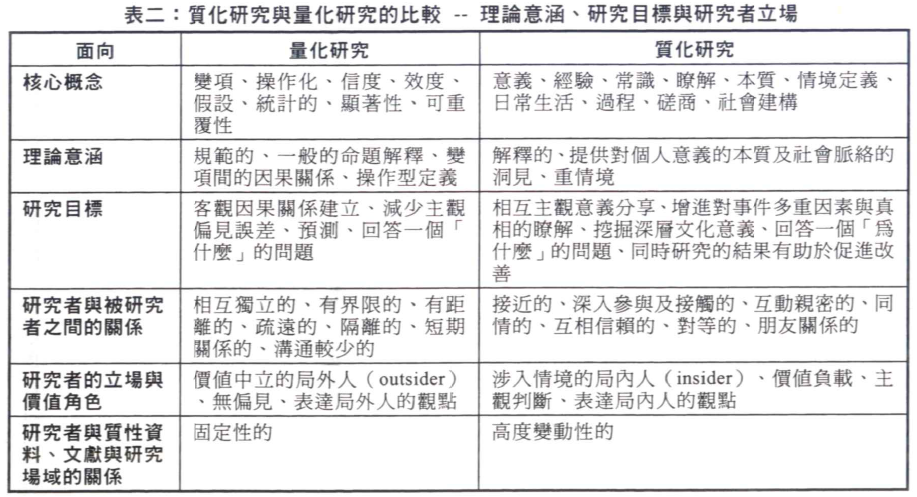 表二：質化研究與量化研究的比較 -- 理論意涵、研究目標與研究者立場
面向
量化研究
質化研究
核心概念
變項、操作化、信度、效度、
假設、統計的、顯著性、可重
覆性
意義、經驗、常識、瞭解、本質、情境定義、
日常生活、過程、磋商、社會建構
理論意涵
規範的、一般的命題解釋、變
項間的因果關係、操作型定義
解釋的、提供對個人意義的本質及社會脈絡的
洞見、重情境
研究目標
客觀因果關係建立、減少主觀
偏見誤差、預測、回答一個「
什麼」的問題
相互主觀意義分享、增進對事件多重因素與真
相的瞭解、挖掘深層文化意義、回答一個「爲
什麼」的問題、同時研究的結果有助於促進改
善
研究者與被研究
者之間的關係
相互獨立的、有界限的、有距
離的、疏遠的、隔離的、短期
關係的、溝通較少的
接近的、深入參與及接觸的、互動親密的、同
情的、互相信賴的、對等的、朋友關係的
研究者的立場與
價值角色
價值中立的局外人（outsider）
、無偏見、表達局外人的觀點
涉入情境的局內人（insider）、價值負載、主
觀判斷、表達局內人的觀點
研究者與質性資
料、文獻與研究
場域的關係
固定性的
高度變動性的